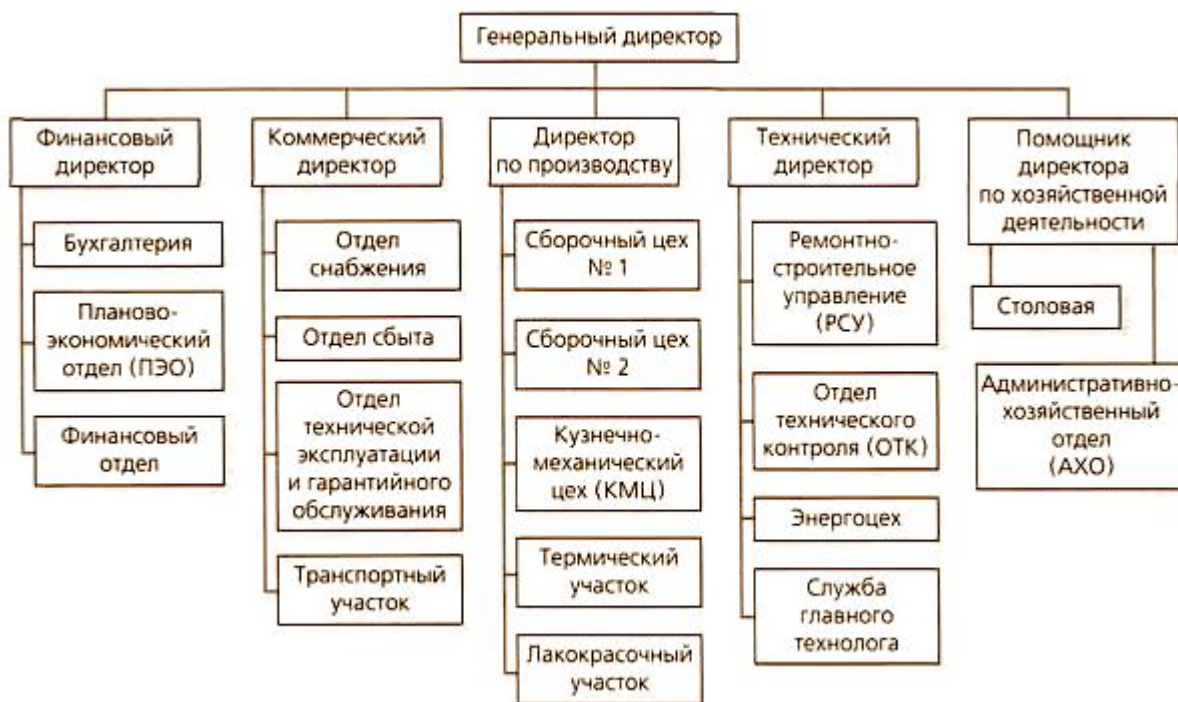 Генеральный директор
Финансовый
директор
Бухгалтерия
Планово-
экономический
отдел (ПЭО)
Финансовый
отдел
Коммерческий
директор
Отдел
снабжения
Отдел сбыта
Отдел
технической
эксплуатации
и гарантийного
обслуживания
Транспортный
участок
Директор
по производству
Сборочный цех
№ 1
Сборочный цех
№ 2
Кузнечно-
механический
цех (КМЦ)
Термический
участок
Лакокрасочный
участок
Технический
директор
Ремонтно-
строительное
управление
(РСУ)
Отдел
технического
контроля (ОТК)
Энергоцех
Служба
главного
технолога
Помощник
директора
по хозяйственной
деятельности
Столовая
Административно-
хозяйственный
отдел
(АХО)